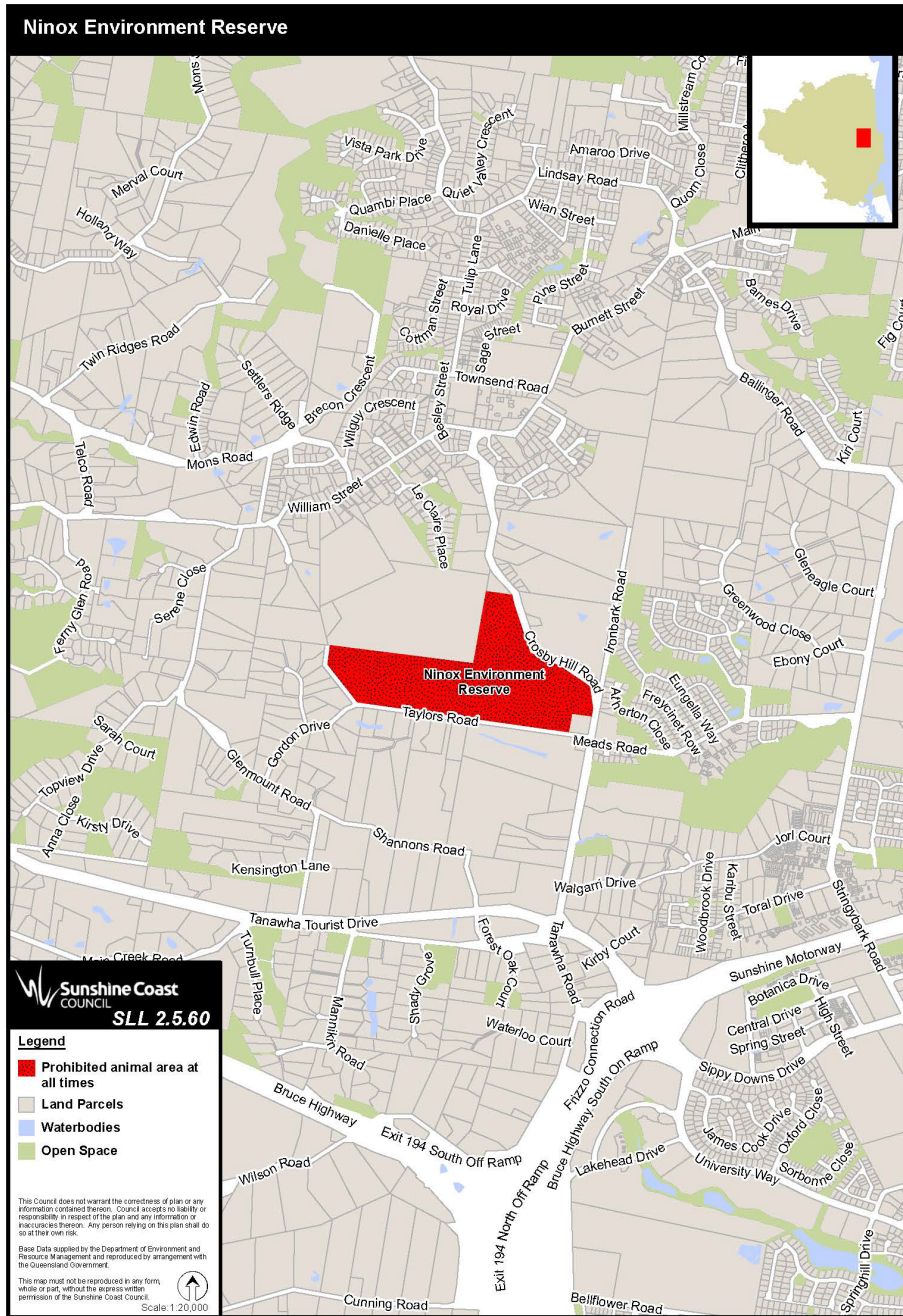 Ninox Environment Reserve
Mons
Vista Park Drive
Quiet Valley Crescent
Amaroo Drive
Millstream Co
Lindsay Road
Quorn Close
Merval Court
Quambi Place
Wian Street
Holland Way
Danielle Place
Tulip Lane
Main
Pine Street
Barnes Drive
Royal Drive
Cottman Street
Sage Street
Burnett Street
Fig Court
Twin Ridges Road
Settlers Ridge
Brecon Crescent
Townsend Road
Edwin Road
Wilguy Crescent
Besley Street
Ballinger Road
Kiri Court
Mons Road
Telco Road
William Street
Le Claire Place
Gleneagle Court
Serene Close
Ironbark Road
Greenwood Close
Ferny Glen Road
Crosby Hill Road
Ebony Court
Ninox Environment
Reserve
Eungella Way
Freycinet Row
Atherton Close
Taylors Road
Gordon Drive
Meads Road
Sarah Court
Topview Drive
Glenmount Road
Anna Close
Kirsty Drive
Shannons Road
Jorl Court
Kensington Lane
Walgarri Drive
Woodbrook Drive
Karibu Street
Toral Drive
Stringybark Road
Tanawha Tourist Drive
Forest Oak Court
Tanawha Road
Kirby Court
Turnbull Place
Creek Road
Sunshine Motorway
Shady Grove
Mannikin Road
Botanica Drive
Central Drive
High Street
Spring Street
Waterloo Court
Frizzo Connection Road
Sippy Downs Drive
Bruce Highway South On Ramp
Bruce Highway
James Cook Drive
Oxford Close
Exit 194 South Off Ramp
Lakehead Drive
Sorbonne Close
University Way
Wilson Road
Exit 194 North Off Ramp
Springhill Drive
Cunning Road
Bellflower Road
Sunshine Coast
COUNCIL
SLL 2.5.60
Legend
Prohibited animal area at
all times
Land Parcels
Waterbodies
Open Space
This Council does not warrant the correctness of plan or any
information contained thereon. Council accepts no liability or
responsibility in respect of the plan and any information or
inaccuracies thereon. Any person relying on this plan shall do
so at their own risk.
Base Data supplied by the Department of Environment and
Resource Management and reproduced by arrangement with
the Queensland Government.
This map must not be reproduced in any form,
whole or part, without the express written
permission of the Sunshine Coast Council.
Scale: 1:20,000